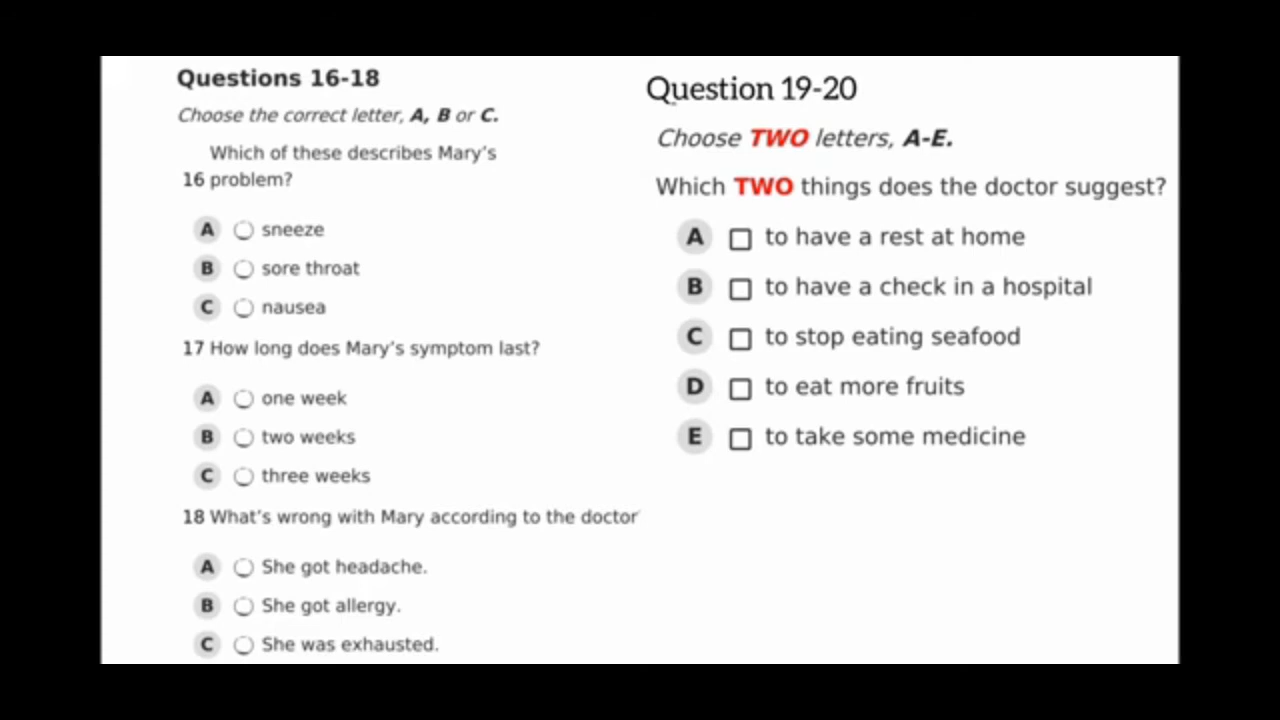 Questions 16-18
Choose the correct letter, A, B or C.
Which of these describes Mary's
16 problem?
A sneeze
B sore throat
C nausea
17 How long does Mary's symptom last?
A one week
B two weeks
C three weeks
18 What's wrong with Mary according to the doctor
A She got headache.
B She got allergy.
C She was exhausted.
Question 19-20
Choose TWO letters, A-E.
Which TWO things does the doctor suggest?
A to have a rest at home
B to have a check in a hospital
C to stop eating seafood
D to eat more fruits
E to take some medicine